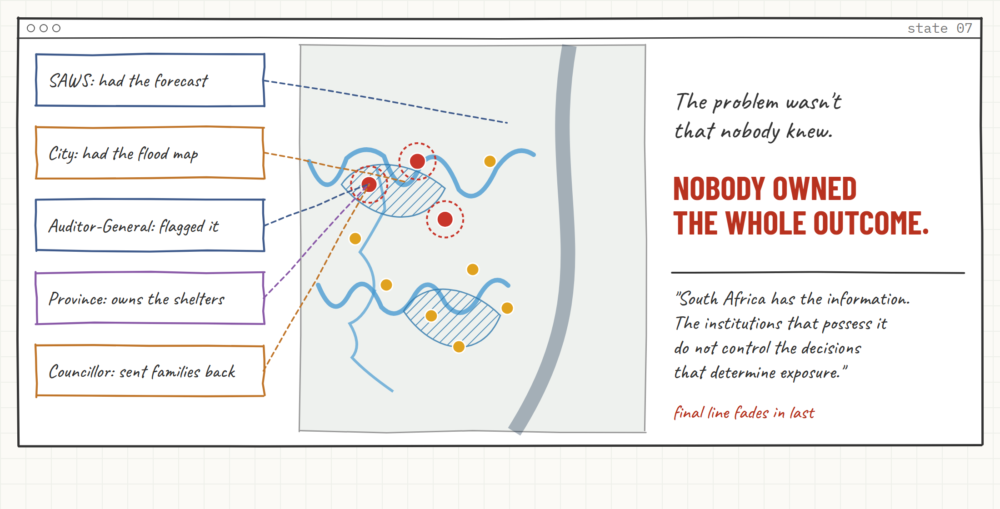 state 07
SAWS: had the forecast
City: had the flood map
Auditor-General: flagged it
Province: owns the shelters
Councillor: sent families back
The problem wasn't
that nobody knew.
NOBODY OWNED
THE WHOLE OUTCOME.
"South Africa has the information.
The institutions that possess it
do not control the decisions
that determine exposure."
final line fades in last